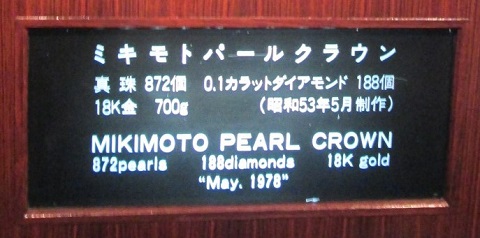 ミキモトパールクラウン
真珠 872個 0.1カラットダイアモンド 188個
18K金 700g (昭和53年5月制作)
MIKIMOTO PEARL CROWN
872pearls 188diamonds 18K gold
"May. 1978"